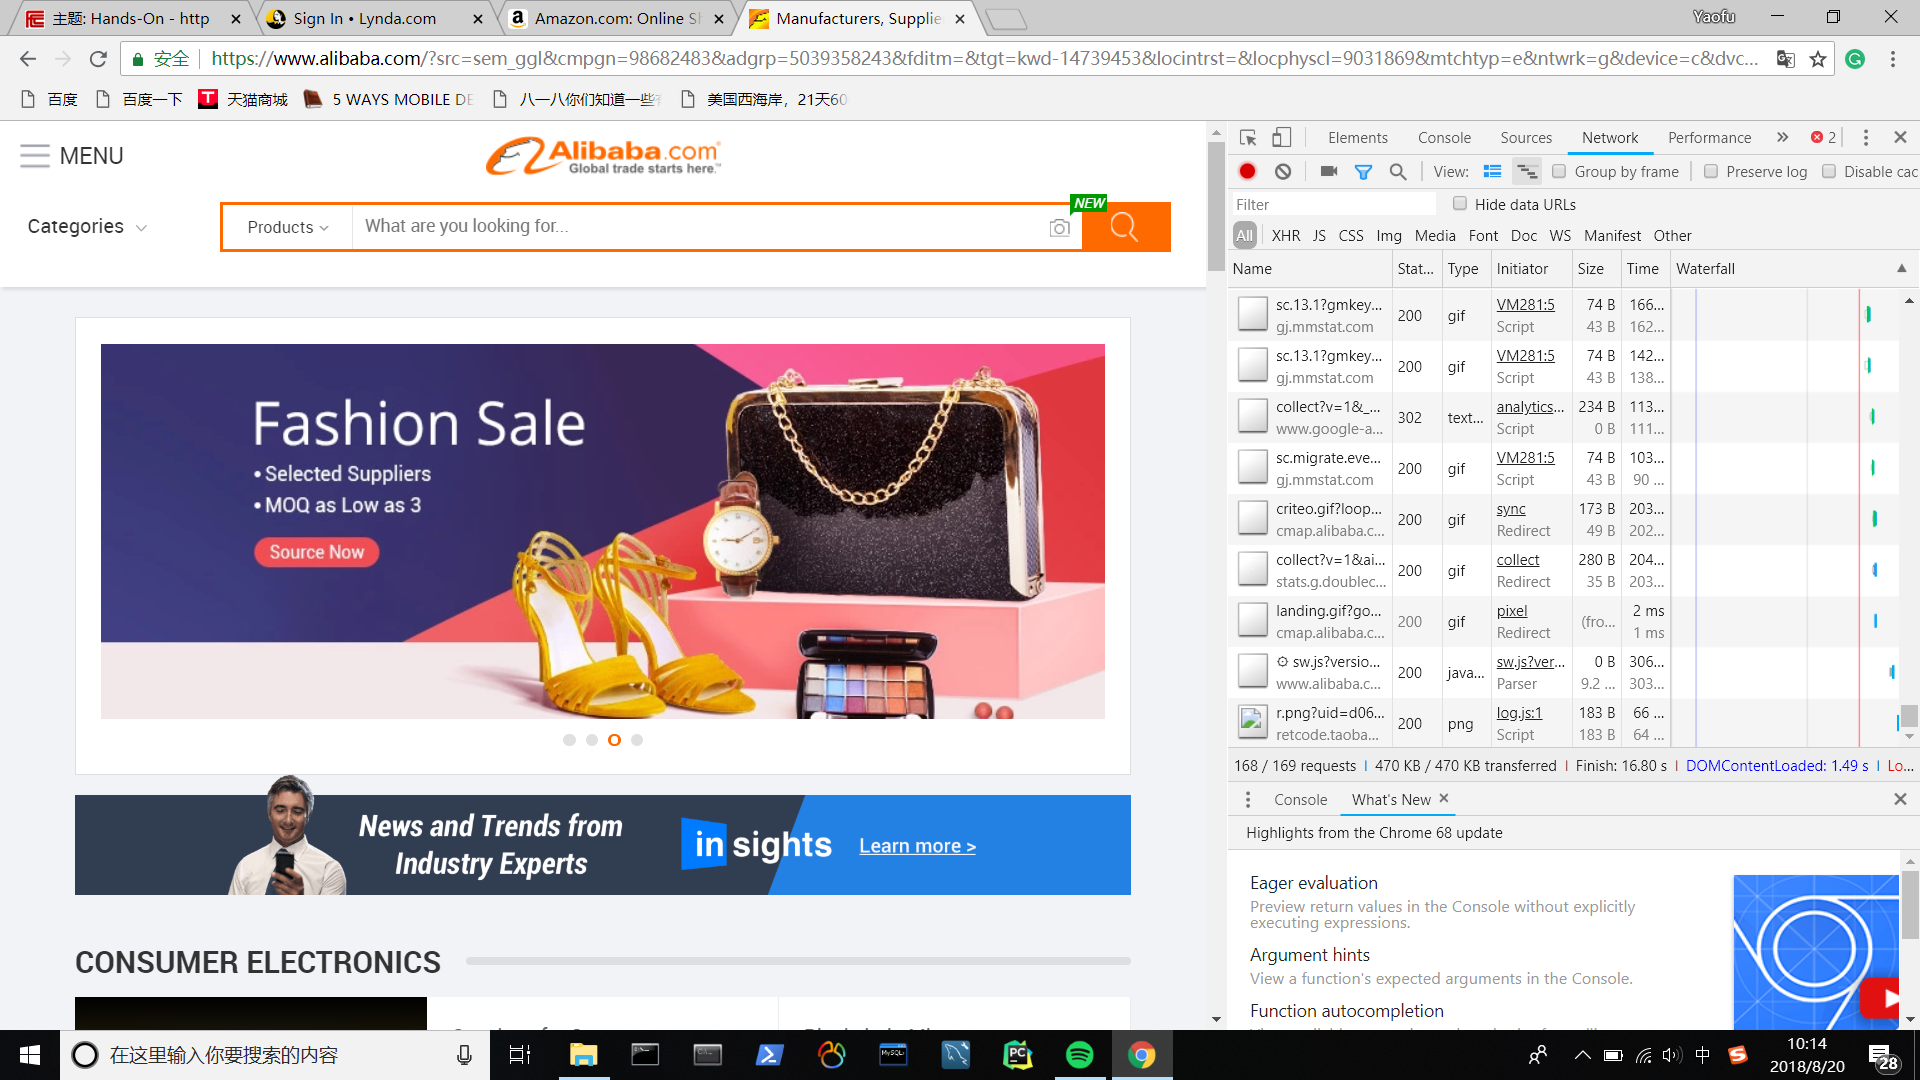 主题: Hands-On - http
Sign In • Lynda.com
Amazon.com: Online Sh
Manufacturers, Supplie
Yaofu
安全
https://www.alibaba.com/?src=sem_ggl&cmpgn=98682483&adgrp=5039358243&fditm=&tgt=kwd-14739453&locintrst=&locphyscl=9031869&mtchtyp=e&ntwrk=g&device=c&dvc...
百度
百度一下
天猫商城
5 WAYS MOBILE DE
八一八你们知道一些
美国西海岸，21天60
MENU
Alibaba.com
Global trade starts here.™
Categories
Products
What are you looking for...
NEW
Fashion Sale
• Selected Suppliers
• MOQ as Low as 3
Source Now
News and Trends from
Industry Experts
in sights
Learn more >
CONSUMER ELECTRONICS
Elements Console Sources Network Performance » 2
View: Group by frame Preserve log Disable cac
Filter Hide data URLs
All XHR JS CSS Img Media Font Doc WS Manifest Other
Name Stat... Type Initiator Size Time Waterfall
sc.13.1?gmkey... 200 gif VM281:5 74 B 166...
gj.mmstat.com Script 43 B 162...
sc.13.1?gmkey... 200 gif VM281:5 74 B 142...
gj.mmstat.com Script 43 B 138...
collect?v=1&_... 302 text... analytics... 234 B 113...
www.google-a... Script 0 B 111...
sc.migrate.eve... 200 gif VM281:5 74 B 103...
gj.mmstat.com Script 43 B 90 ...
criteo.gif?loop... 200 gif sync 173 B 203...
cmap.alibaba.c... Redirect 49 B 202...
collect?v=1&ai... 200 gif collect 280 B 204...
stats.g.doublec... Redirect 35 B 203...
landing.gif?go... 200 gif pixel (fro... 2 ms
cmap.alibaba.c... Redirect 1 ms
sw.js?versio... 200 java... sw.js?ver... 0 B 306...
www.alibaba.c... Parser 9.2 ... 303...
r.png?uid=d06... 200 png log.js:1 183 B 66 ...
retcode.taoba... Script 183 B 64 ...
168 / 169 requests 470 KB / 470 KB transferred Finish: 16.80 s DOMContentLoaded: 1.49 s Lo...
Console What's New
Highlights from the Chrome 68 update
Eager evaluation
Preview return values in the Console without explicitly
executing expressions.
Argument hints
View a function's expected arguments in the Console.
Function autocompletion
在这里输入你要搜索的内容
MySQL
PC
中
10:14
2018/8/20
28